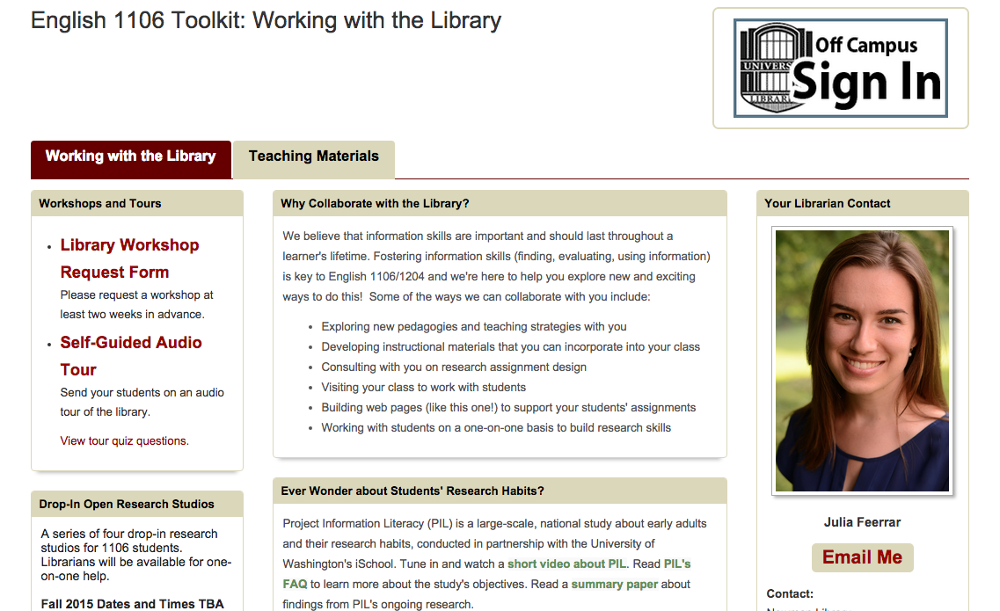 English 1106 Toolkit: Working with the Library
UNIVERS
LIBRARI
Off Campus
Sign In
Working with the Library
Teaching Materials
Workshops and Tours
Library Workshop
Request Form
Please request a workshop at
least two weeks in advance.
Self-Guided Audio
Tour
Send your students on an audio
tour of the library.
View tour quiz questions.
Drop-In Open Research Studios
A series of four drop-in research
studios for 1106 students.
Librarians will be available for one-
on-one help.
Fall 2015 Dates and Times TBA
Why Collaborate with the Library?
We believe that information skills are important and should last throughout a
learner's lifetime. Fostering information skills (finding, evaluating, using information)
is key to English 1106/1204 and we're here to help you explore new and exciting
ways to do this!  Some of the ways we can collaborate with you include:
Exploring new pedagogies and teaching strategies with you
Developing instructional materials that you can incorporate into your class
Consulting with you on research assignment design
Visiting your class to work with students
Building web pages (like this one!) to support your students' assignments
Working with students on a one-on-one basis to build research skills
Ever Wonder about Students' Research Habits?
Project Information Literacy (PIL) is a large-scale, national study about early adults
and their research habits, conducted in partnership with the University of
Washington's iSchool. Tune in and watch a short video about PIL. Read PIL's
FAQ to learn more about the study's objectives. Read a summary paper about
findings from PIL's ongoing research.
Your Librarian Contact
Julia Feerrar
Email Me
Contact: